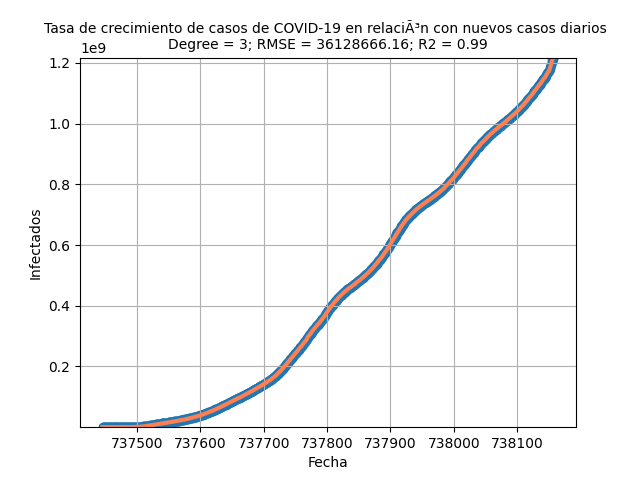 Tasa de crecimiento de casos de COVID-19 en relaciÃ³n con nuevos casos diarios
Degree = 3; RMSE = 36128666.16; R2 = 0.99
1e9
1.2
1.0
0.8
0.6
0.4
0.2
Infectados
737500 737600 737700 737800 737900 738000 738100
Fecha